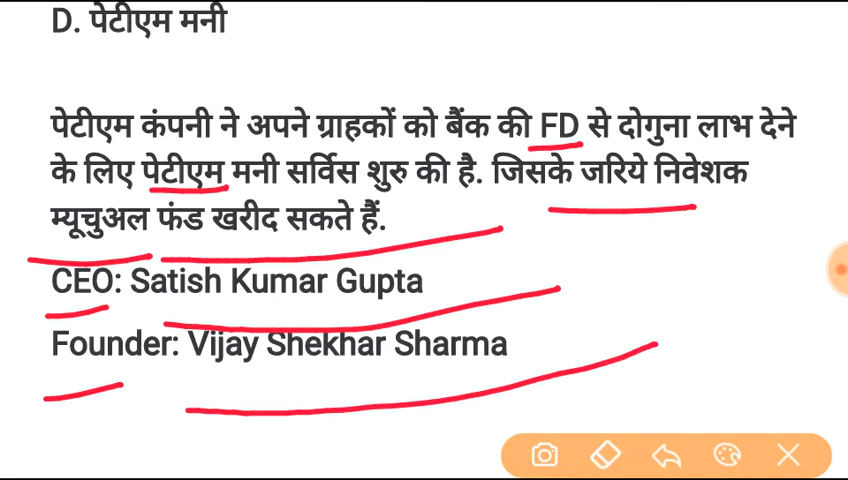 D. पेटीएम मनी
पेटीएम कंपनी ने अपने ग्राहकों को बैंक की FD से दोगुना लाभ देने
के लिए पेटीएम मनी सर्विस शुरु की है. जिसके जरिये निवेशक
म्यूचुअल फंड खरीद सकते हैं.
CEO: Satish Kumar Gupta
Founder: Vijay Shekhar Sharma